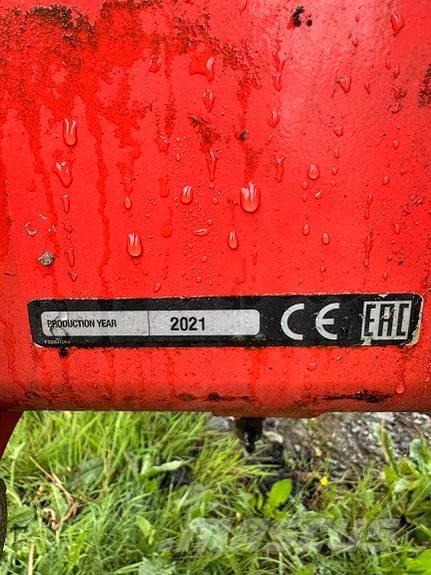 PRODUCTION YEAR 2021 CE EAC